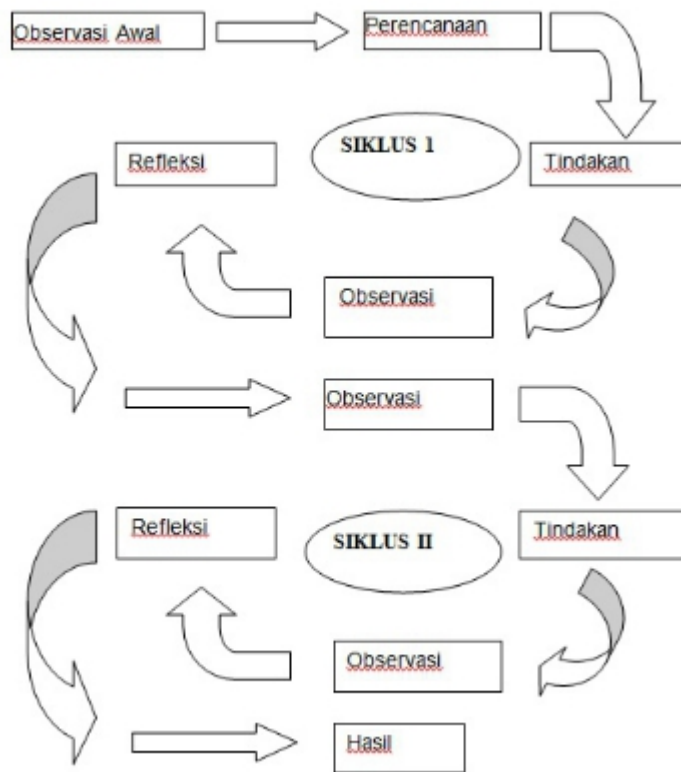 Observasi Awal
Perencanaan
SIKLUS 1
Refleksi
Tindakan
Observasi
Observasi
Refleksi
SIKLUS II
Tindakan
Observasi
Hasil